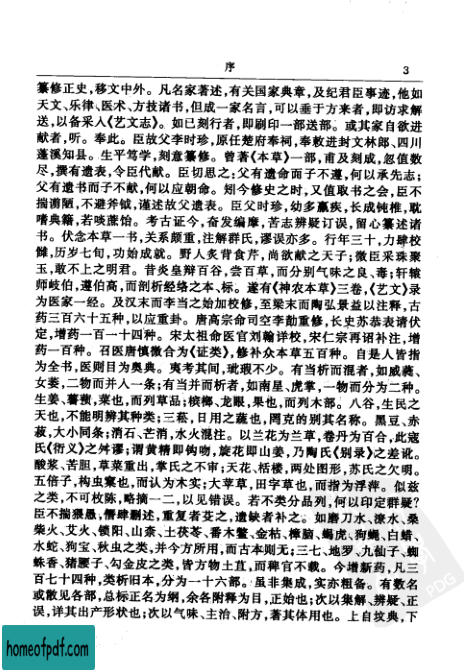 序
3
纂修正史，移文中外。凡名家著述，有关国家典章，及纪君臣事迹，他如
天文、乐律、医术、方技诸书，但成一家名言，可以垂于方来者，即访求解
送，以备采入《艺文志》。如已刻行者，即刷印一部送部。或其家自欲进
献者，听。奉此。臣故父李时珍，原任楚府奉祠，奉敕进封文林郎、四川
蓬溪知县。生平笃学，刻意纂修。曾著《本草》一部，甫及刻成，忽值数
尽，撰有遗表，令臣代献。臣切思之：父有遗命而子不遵，何以承先志；
父有遗书而子不献，何以应朝命。矧今修史之时，又值取书之会，臣不
揣谫陋，不避斧钺，谨述故父遗表。臣父时珍，幼多羸疾，长成钝椎，耽
嗜典籍，若啖蔗饴。考古证今，奋发编摩，苦志辨疑订误，留心纂述诸
书。伏念本草一书，关系颇重，注解群氏，谬误亦多。行年三十，力肆校
雠，历岁七旬，功始成就。野人炙背食芹，尚欲献之天子；微臣采珠聚
玉，敢不上之明君。昔炎皇辩百谷，尝百草，而分别气味之良、毒；轩辕
师岐伯，遵伯高，而剖析经络之本、标。遂有《神农本草》三卷，《艺文》录
为医家一经。及汉末而李当之始加校修，至梁末而陶弘景益以注释，古
药三百六十五种，以应重卦。唐高宗命司空李勣重修，长史苏恭表请伏
定，增药一百一十四种。宋太祖命医官刘翰详校，宋仁宗再诏补注，增
药一百种。召医唐慎微合为《证类》，修补众本草五百种。自是人皆指
为全书，医则目为奥典。夷考其间，玼瑕不少。有当析而混者，如葳蕤、
女萎，二物而并入一条；有当并而析者，如南星、虎掌，一物而分为二种。
生姜、薯蓣，菜也，而列草品；槟榔、龙眼，果也，而列木部。八谷，生民之
天也，不能明辨其种类；三菘，日用之蔬也，罔克的别其名称。黑豆、赤
菽，大小同条；消石、芒消，水火混注。以兰花为兰草，卷丹为百合，此寇
氏《衍义》之舛谬；谓黄精即钩吻，旋花即山姜，乃陶氏《别录》之差讹。
酸浆、苦胆，草菜重出，掌氏之不审；天花、栝楼，两处图形，苏氏之欠明。
五倍子，构虫窠也，而认为木实；大苹草，田字草也，而指为浮萍。似兹
之类，不可枚陈，略摘一二，以见错误。若不类分品列，何以印定群疑？
臣不揣猥愚，僭肆删述，重复者芟之，遗缺者补之。如磨刀水、潦水、桑
柴火、艾火、锁阳、山柰、土茯苓、番木鳖、金枯、樟脑、蝎虎、狗蝇、白蜡、
水蛇、狗宝、秋虫之类，并今方所用，而古本则无；三七、地罗、九仙子、蜘
蛛香、猪腰子、勾金皮之类，皆方物土苴，而稗官不载。今增新药，凡三
百七十四种，类析旧本，分为一十六部。虽非集成，实亦粗备。有数名
或散见各部，总标正名为纲，余各附释为目，正始也；次以集解、辨疑、正
误，详其出产形状也；次以气味、主治、附方，著其体用也。上自坟典，下
homeofpdf.com
PDG